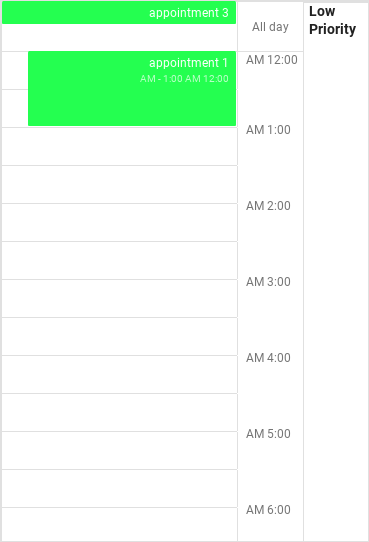 Low
Priority
All day
appointment 3
AM 12:00
appointment 1
AM - 1:00 AM 12:00
AM 1:00
AM 2:00
AM 3:00
AM 4:00
AM 5:00
AM 6:00